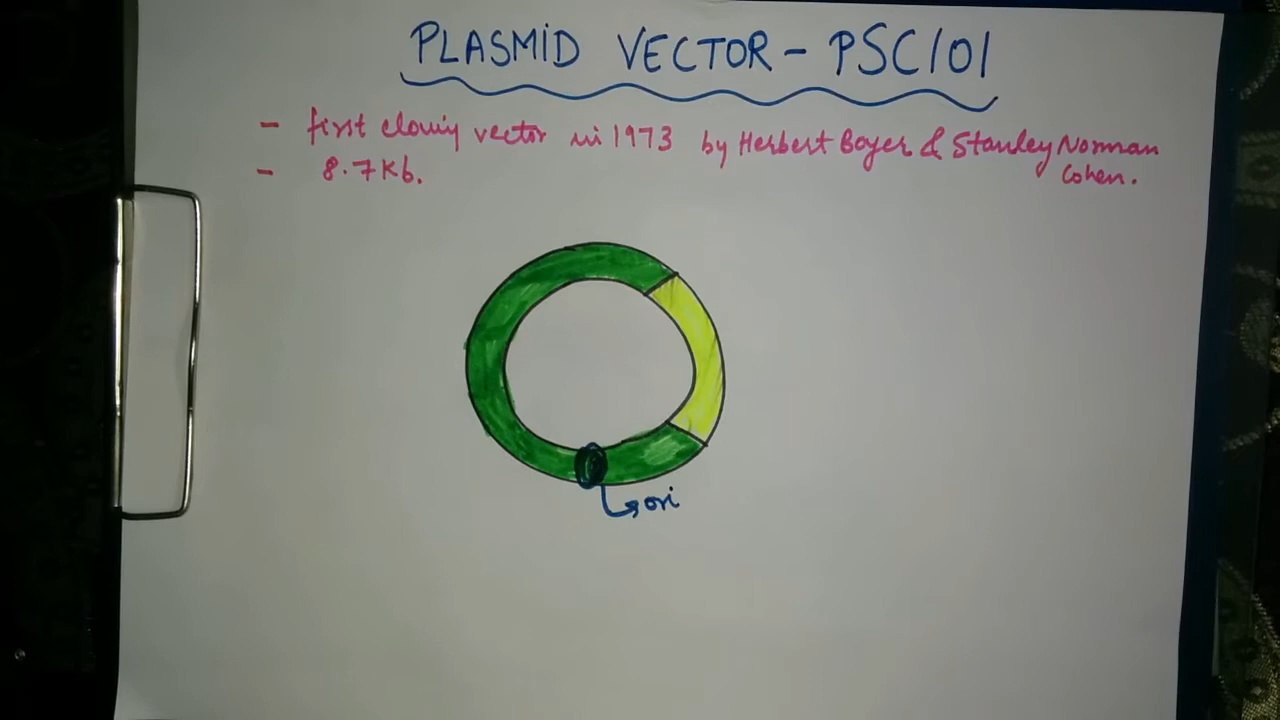 PLASMID VECTOR - PSC101
- first cloning vector in 1973 by Herbert Boyer & Stanley Norman Cohen.
- 8.7Kb.
ori